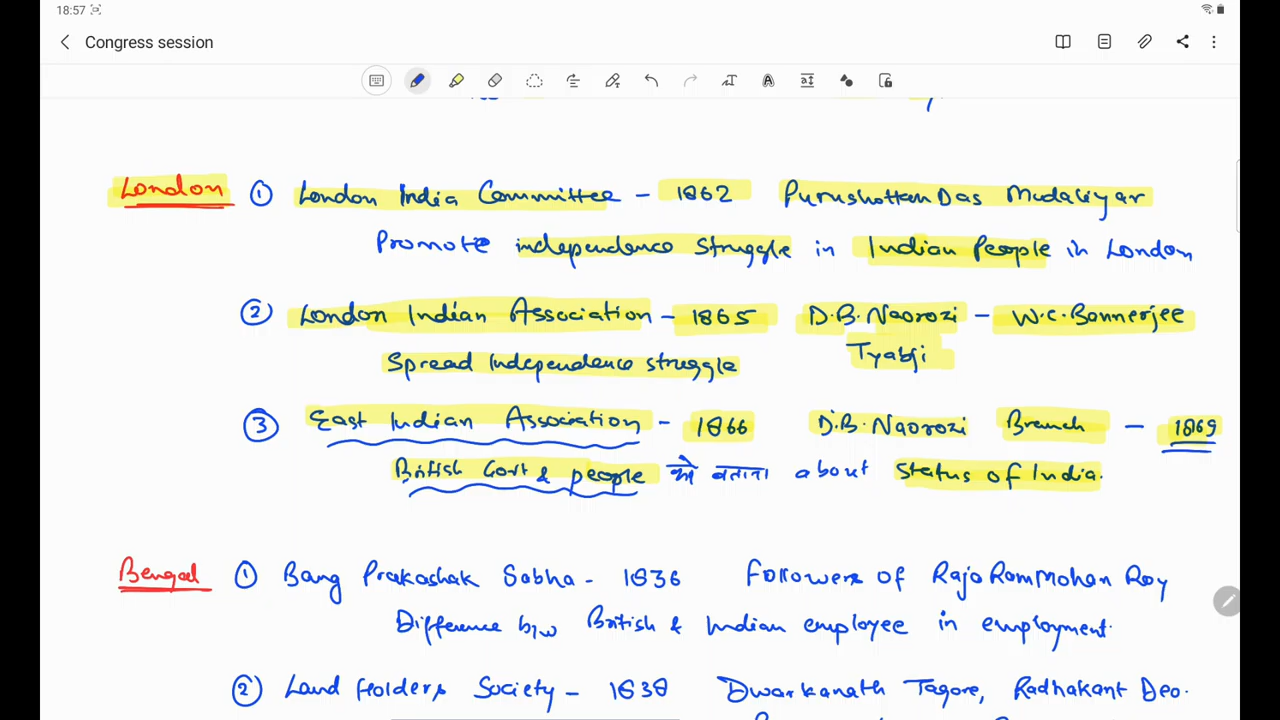 18:57
Congress session
London ① London India Committee - 1862 Purushottam Das Mudaliyar
Promote independence struggle in Indian People in London
② London Indian Association - 1865 D.B. Naorozi - W.C. Bannerjee
Tyabji
Spread Independence struggle
③ East Indian Association - 1866 D.B. Naorozi Branch - 1869
British Govt & people को बताना about status of India.
Bengal ① Bang Prakashak Sabha - 1836 Followers of Raja RamMohan Roy
Difference b/w British & Indian employee in employment.
② Land Holders Society - 1838 Dwarkanath Tagore, Radhakant Deo.